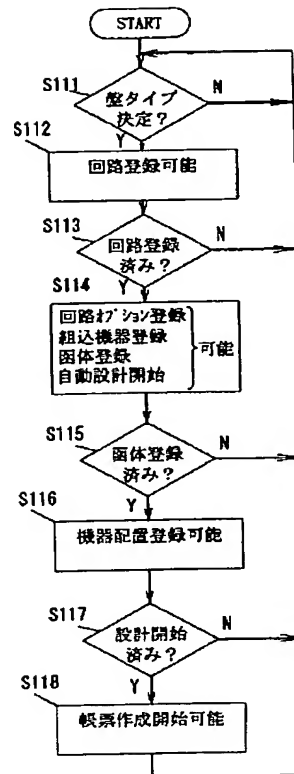 START
S111
盤タイプ
決定？
N
Y
S112
回路登録可能
S113
回路登録
済み？
N
Y
S114
回路オプション登録
組込機器登録
函体登録
自動設計開始
可能
S115
函体登録
済み？
N
Y
S116
機器配置登録可能
S117
設計開始
済み？
N
Y
S118
帳票作成開始可能